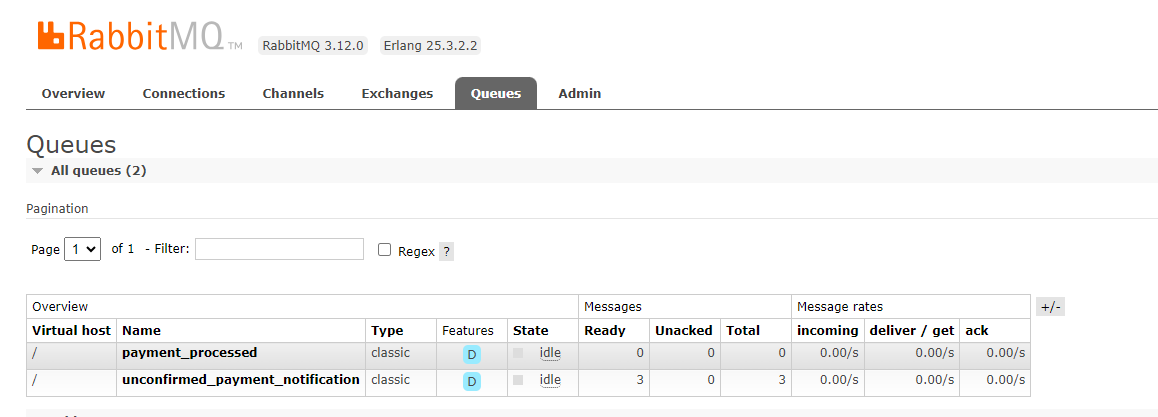 RabbitMQ TM RabbitMQ 3.12.0 Erlang 25.3.2.2
Overview Connections Channels Exchanges Queues Admin
Queues
All queues (2)
Pagination
Page 1 of 1 - Filter: Regex ?
Overview Messages Message rates +/-
Virtual host Name Type Features State Ready Unacked Total incoming deliver / get ack
/ payment_processed classic D idle 0 0 0 0.00/s 0.00/s 0.00/s
/ unconfirmed_payment_notification classic D idle 3 0 3 0.00/s 0.00/s 0.00/s